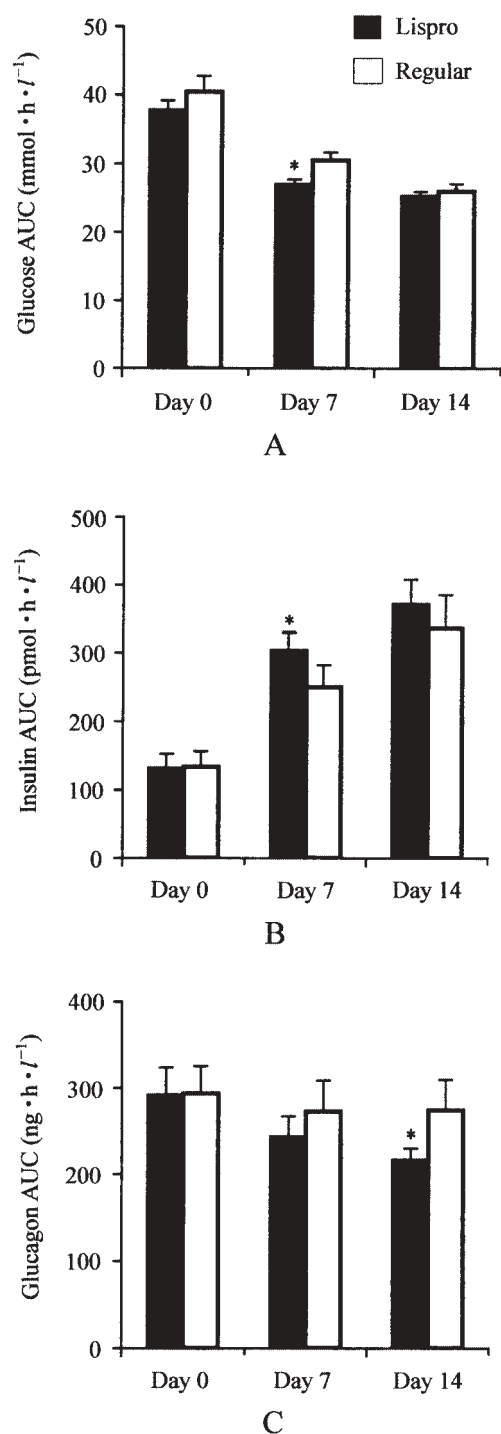 Glucose AUC (mmol • h • l⁻¹)
50
40
30
20
10
0
Lispro
Regular
*
Day 0 Day 7 Day 14
A
Insulin AUC (pmol • h • l⁻¹)
500
400
300
200
100
0
*
Day 0 Day 7 Day 14
B
Glucagon AUC (ng • h • l⁻¹)
400
300
200
100
0
*
Day 0 Day 7 Day 14
C